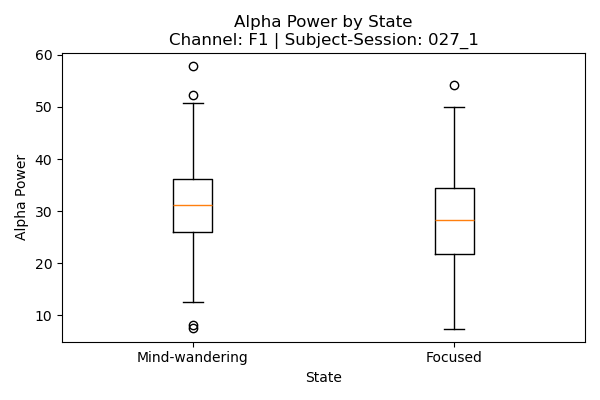 Alpha Power by State
Channel: F1 | Subject-Session: 027_1
60
50
40
30
20
10
Alpha Power
Mind-wandering
Focused
State